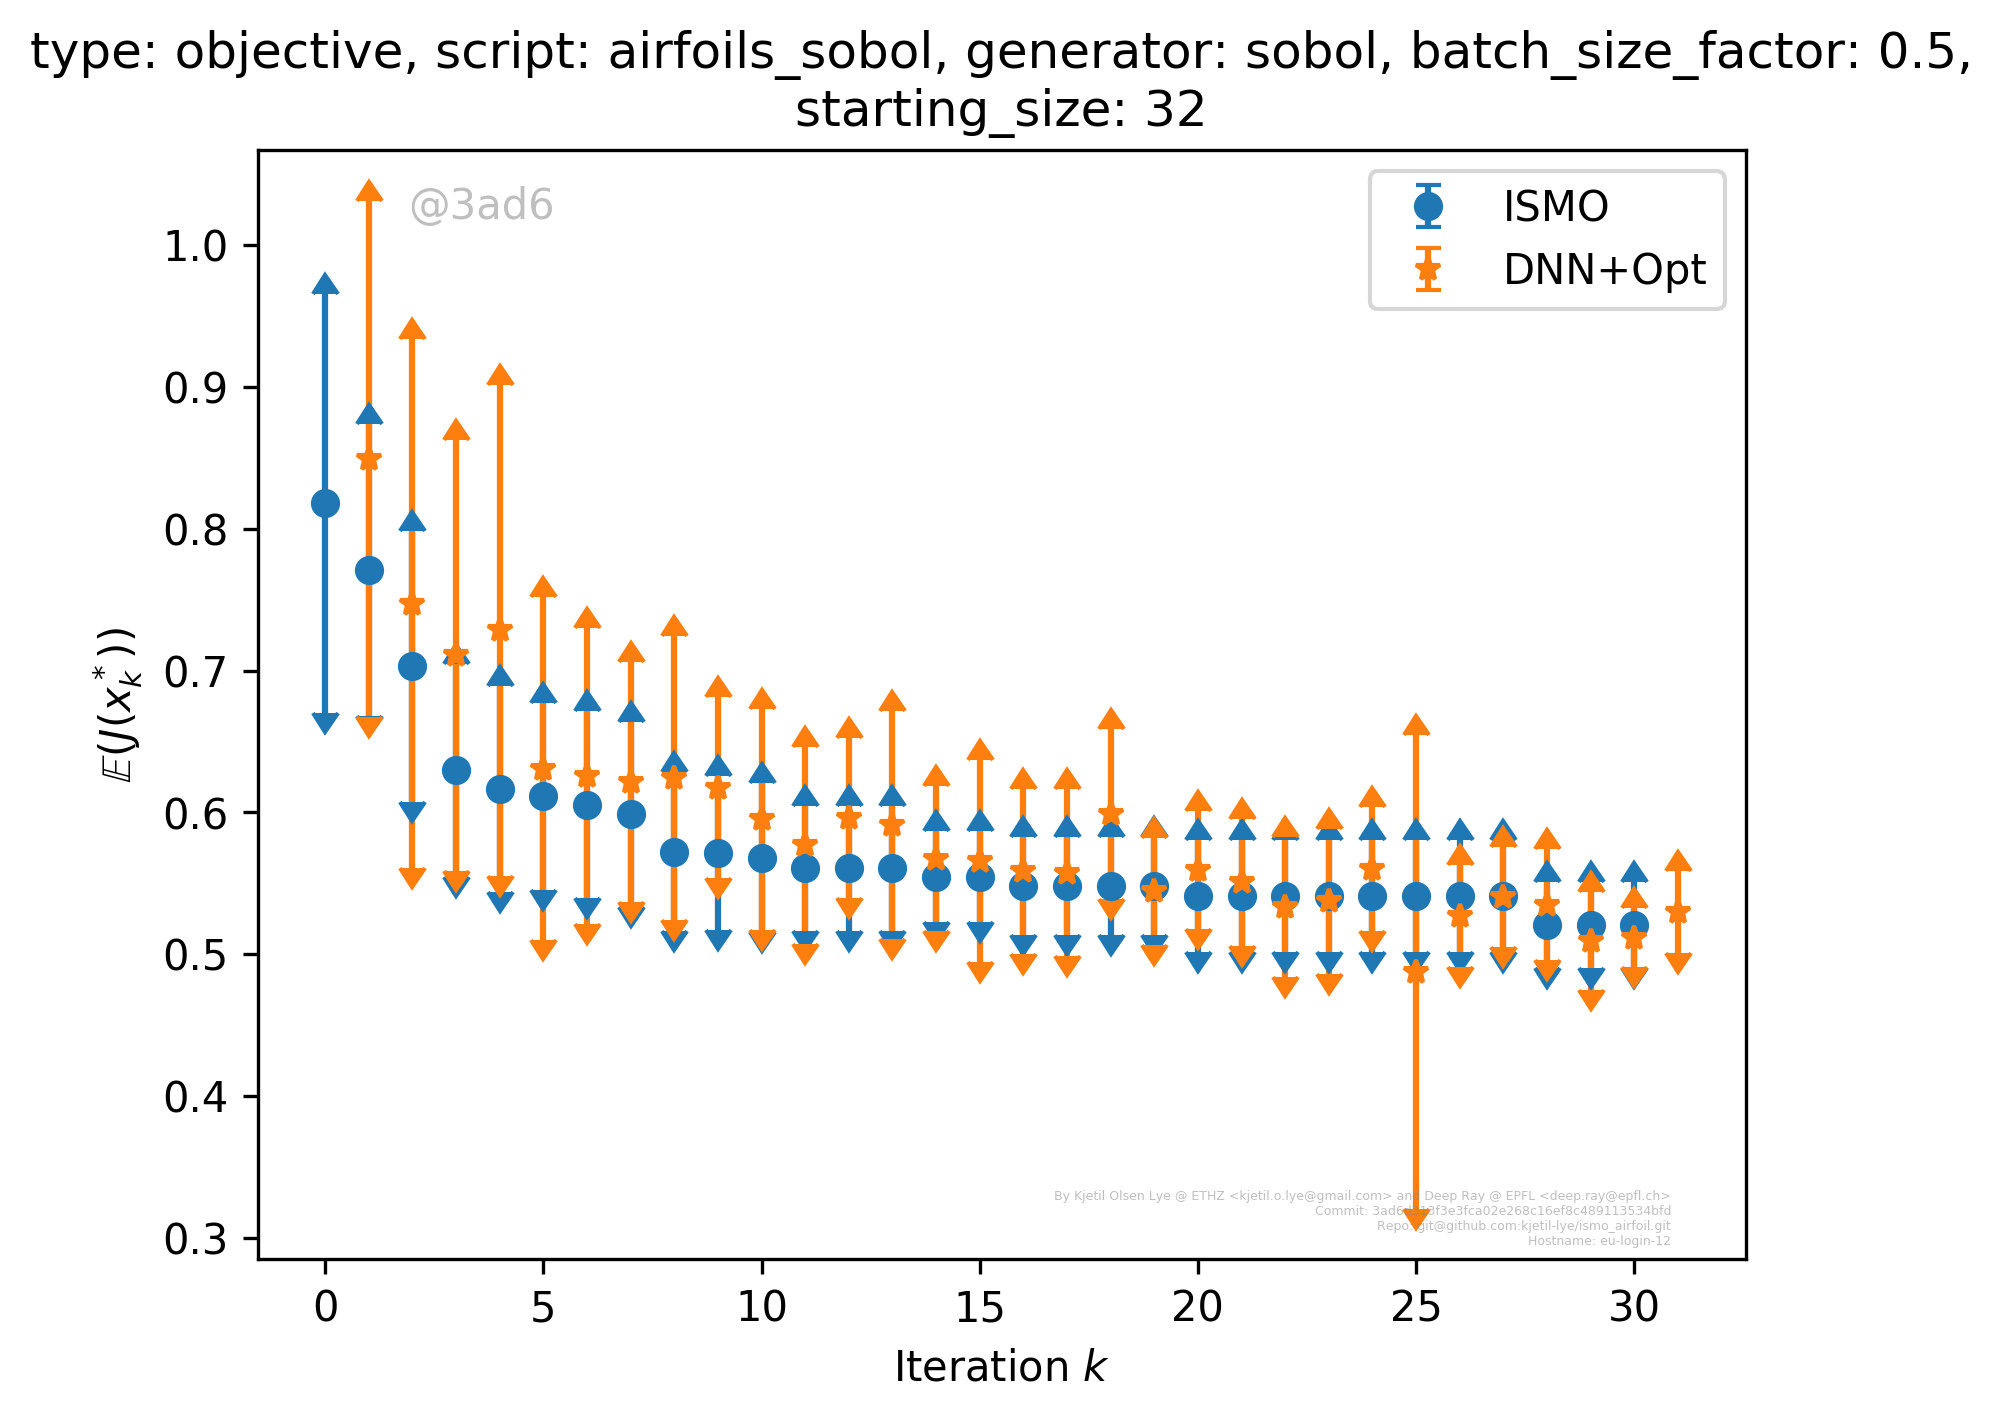 type: objective, script: airfoils_sobol, generator: sobol, batch_size_factor: 0.5,
starting_size: 32
@3ad6
ISMO
DNN+Opt
1.0
0.9
0.8
0.7
0.6
0.5
0.4
0.3
𝔼(J(x*k))
By Kjetil Olsen Lye @ ETHZ <kjetil.o.lye@gmail.com> and Deep Ray @ EPFL <deep.ray@epfl.ch>
Commit:
Repo: git@github.com:kjetil-lye/ismo_airfoil.git
Hostname: eu-login-12
0 5 10 15 20 25 30
Iteration k